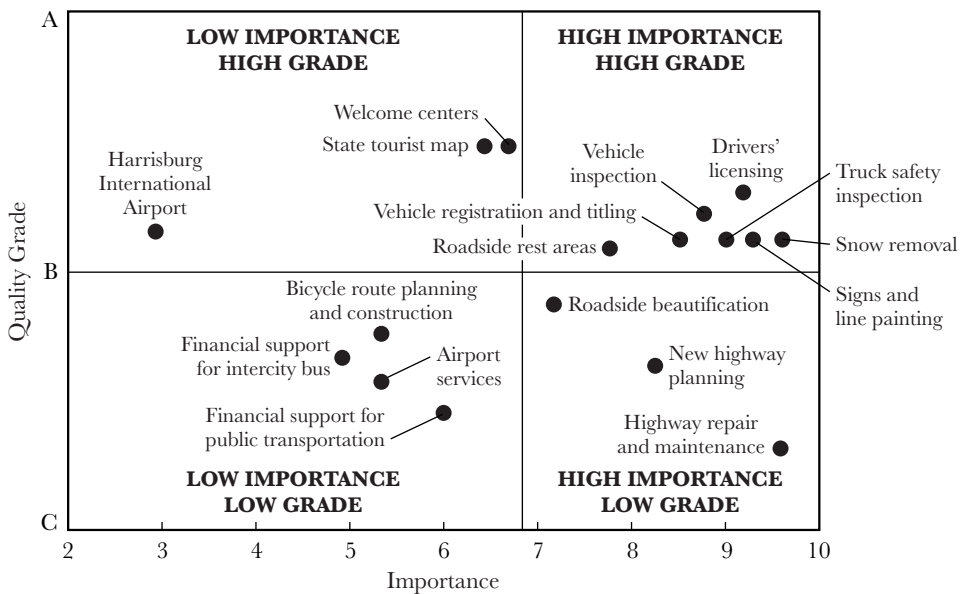 A
LOW IMPORTANCE
HIGH GRADE
HIGH IMPORTANCE
HIGH GRADE
Welcome centers
State tourist map
Harrisburg
International
Airport
Vehicle
inspection
Drivers'
licensing
Truck safety
inspection
Vehicle registratiion and titling
Roadside rest areas
Snow removal
Signs and
line painting
Quality Grade
B
Bicycle route planning
and construction
Financial support
for intercity bus
Airport
services
Financial support for
public transportation
Roadside beautification
New highway
planning
Highway repair
and maintenance
LOW IMPORTANCE
LOW GRADE
HIGH IMPORTANCE
LOW GRADE
C
2 3 4 5 6 7 8 9 10
Importance